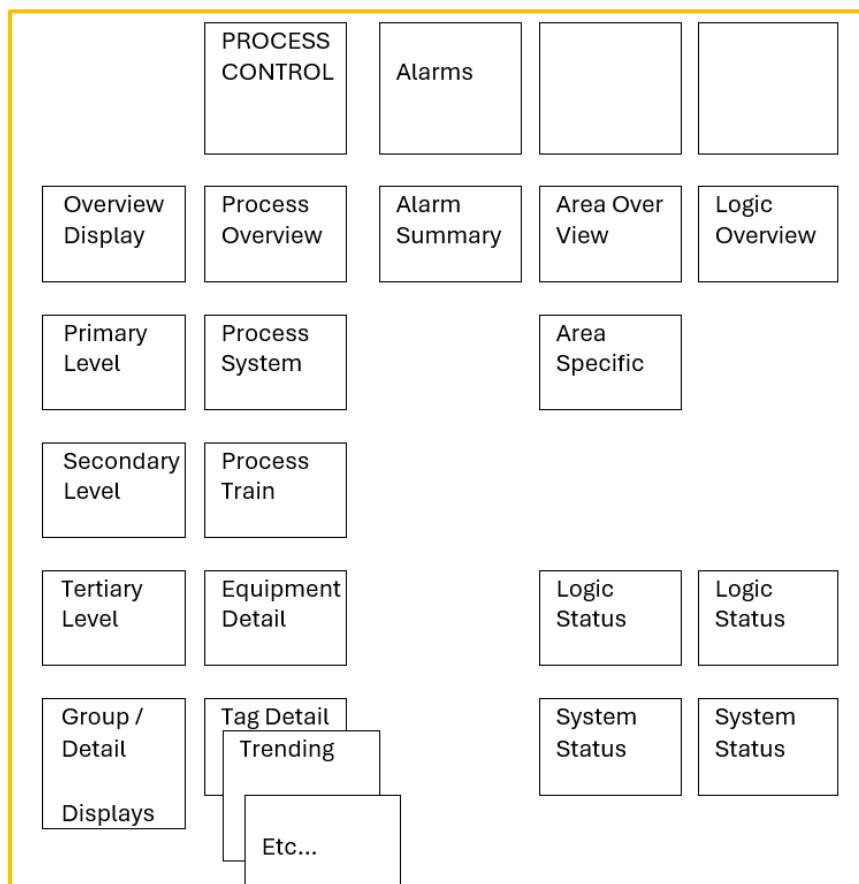 PROCESS
CONTROL
Alarms
Overview
Display
Process
Overview
Alarm
Summary
Area Over
View
Logic
Overview
Primary
Level
Process
System
Area
Specific
Secondary
Level
Process
Train
Tertiary
Level
Equipment
Detail
Logic
Status
Logic
Status
Group /
Detail
Displays
Tag Detail
Trending
Etc...
System
Status
System
Status